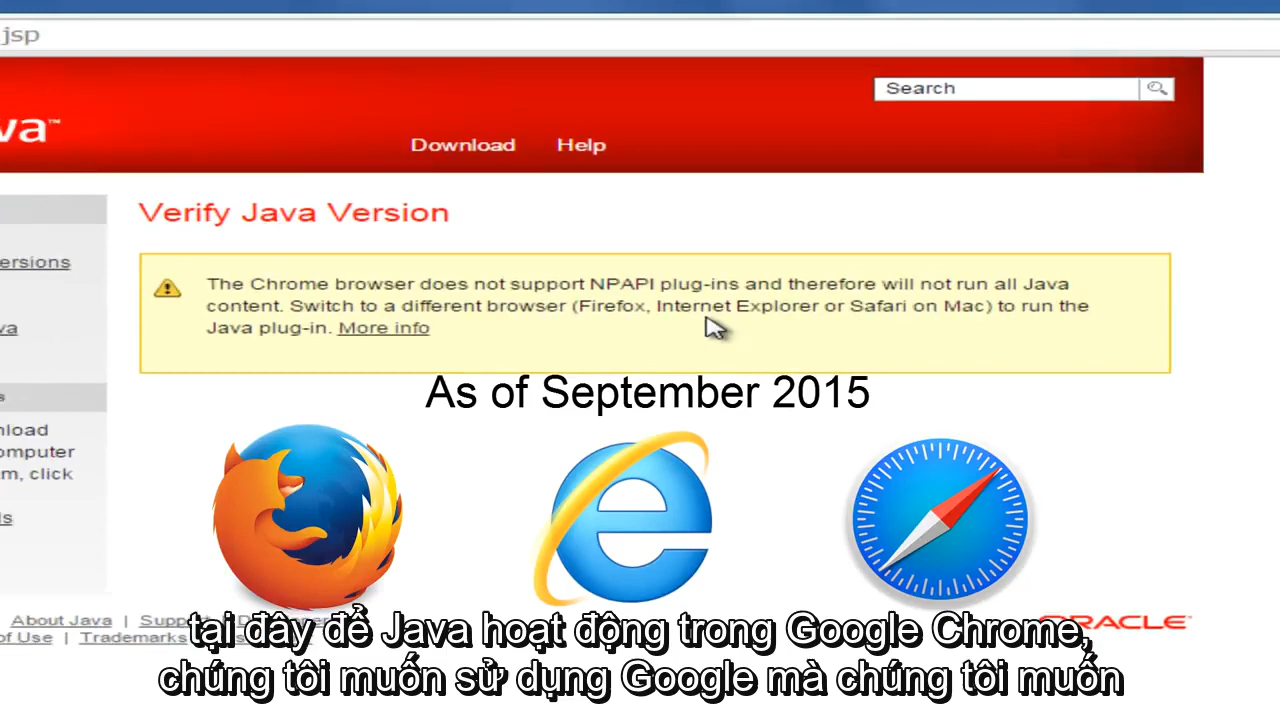 jsp
Search
va™
Download Help
Verify Java Version
ersions
The Chrome browser does not support NPAPI plug-ins and therefore will not run all Java
content. Switch to a different browser (Firefox, Internet Explorer or Safari on Mac) to run the
Java plug-in. More info
va
s
As of September 2015
nload
omputer
m, click
ls
About Java | Supp
ORACLE
of Use | Trademarks
tại đây để Java hoạt động trong Google Chrome,
chúng tôi muốn sử dụng Google mà chúng tôi muốn